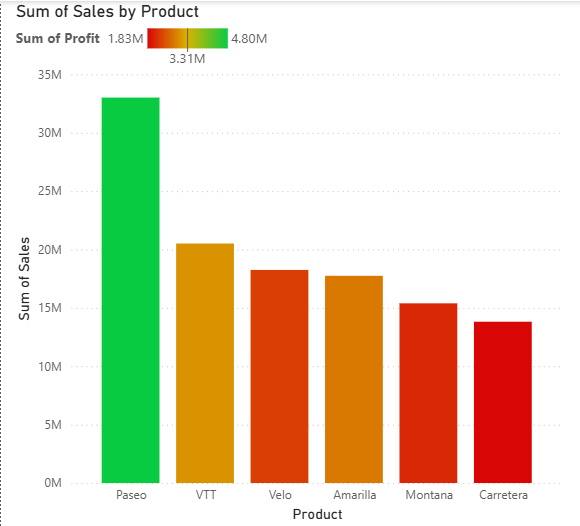 Sum of Sales by Product
Sum of Profit 1.83M 4.80M
3.31M
35M
30M
25M
20M
15M
10M
5M
0M
Sum of Sales
Paseo VTT Velo Amarilla Montana Carretera
Product